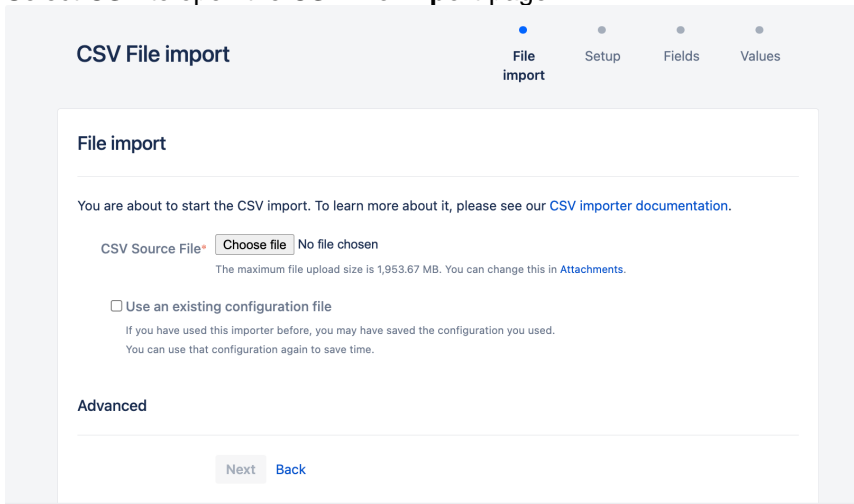 CSV File import
File
import
Setup
Fields
Values
File import
You are about to start the CSV import. To learn more about it, please see our CSV importer documentation.
CSV Source File*
Choose file No file chosen
The maximum file upload size is 1,953.67 MB. You can change this in Attachments.
Use an existing configuration file
If you have used this importer before, you may have saved the configuration you used.
You can use that configuration again to save time.
Advanced
Next Back